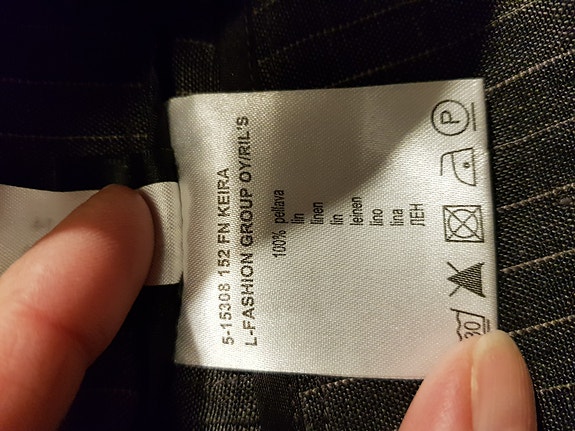 5-15308 152 FN KEIRA
L-FASHION GROUP OY/RIL'S
100% pellava
lin
linen
lin
leinen
lino
lina
ЛЕН
30
P